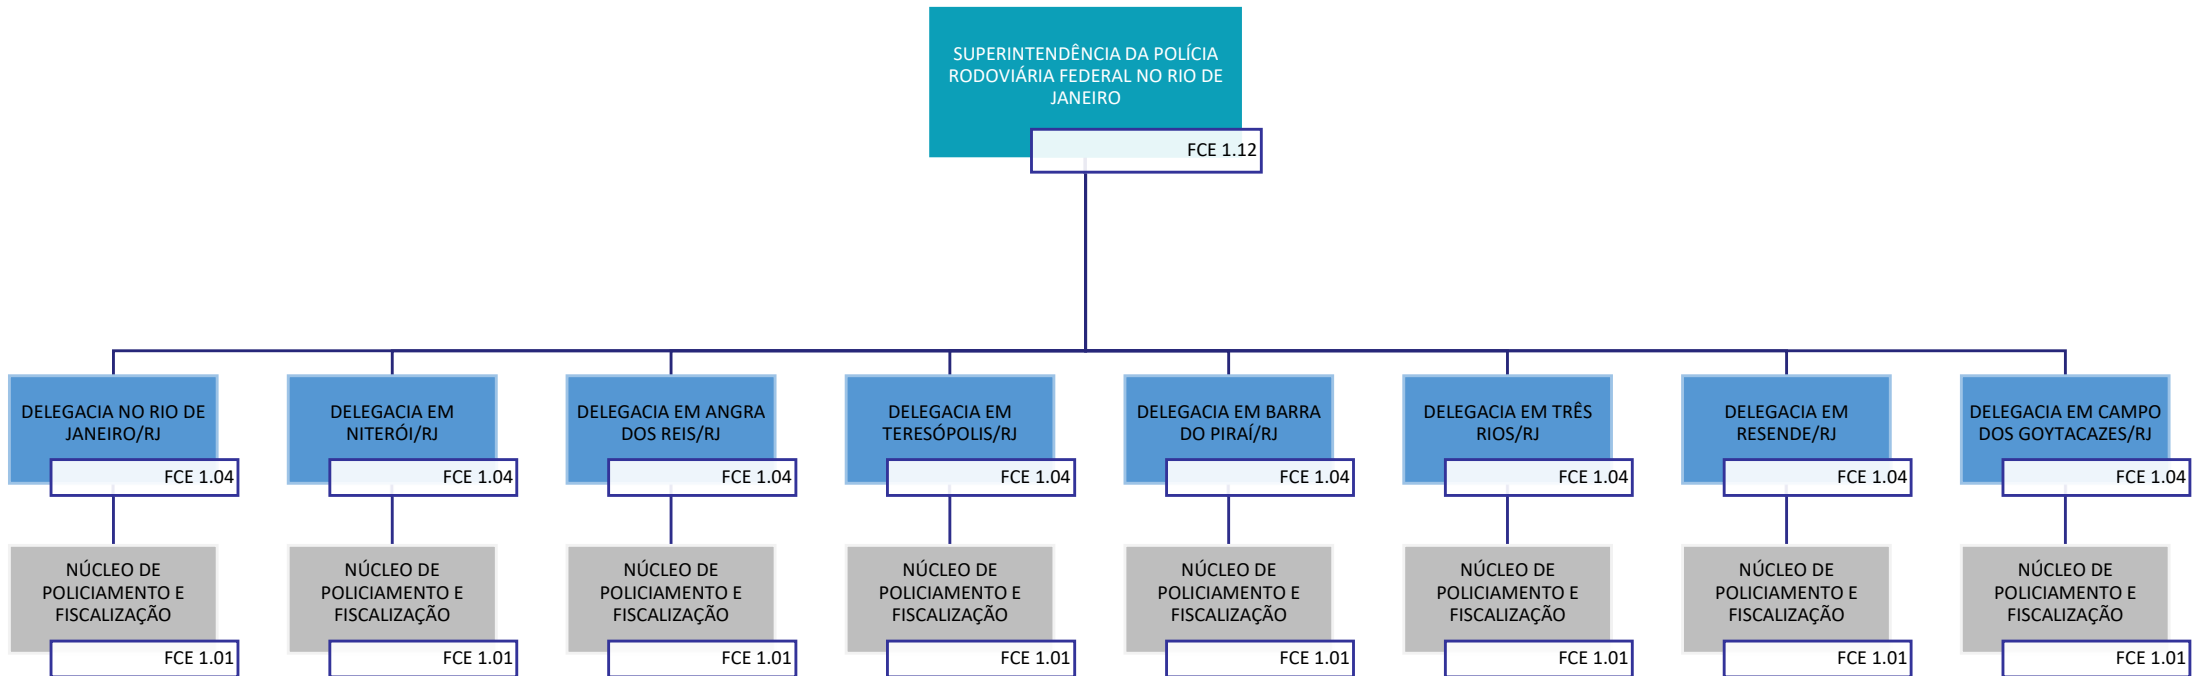 SUPERINTENDÊNCIA DA POLÍCIA
RODOVIÁRIA FEDERAL NO RIO DE
JANEIRO
FCE 1.12
DELEGACIA NO RIO DE
JANEIRO/RJ
FCE 1.04
DELEGACIA EM
NITERÓI/RJ
FCE 1.04
DELEGACIA EM ANGRA
DOS REIS/RJ
FCE 1.04
DELEGACIA EM
TERESÓPOLIS/RJ
FCE 1.04
DELEGACIA EM BARRA
DO PIRAÍ/RJ
FCE 1.04
DELEGACIA EM TRÊS
RIOS/RJ
FCE 1.04
DELEGACIA EM
RESENDE/RJ
FCE 1.04
DELEGACIA EM CAMPO
DOS GOYTACAZES/RJ
FCE 1.04
NÚCLEO DE
POLICIAMENTO E
FISCALIZAÇÃO
FCE 1.01
NÚCLEO DE
POLICIAMENTO E
FISCALIZAÇÃO
FCE 1.01
NÚCLEO DE
POLICIAMENTO E
FISCALIZAÇÃO
FCE 1.01
NÚCLEO DE
POLICIAMENTO E
FISCALIZAÇÃO
FCE 1.01
NÚCLEO DE
POLICIAMENTO E
FISCALIZAÇÃO
FCE 1.01
NÚCLEO DE
POLICIAMENTO E
FISCALIZAÇÃO
FCE 1.01
NÚCLEO DE
POLICIAMENTO E
FISCALIZAÇÃO
FCE 1.01
NÚCLEO DE
POLICIAMENTO E
FISCALIZAÇÃO
FCE 1.01